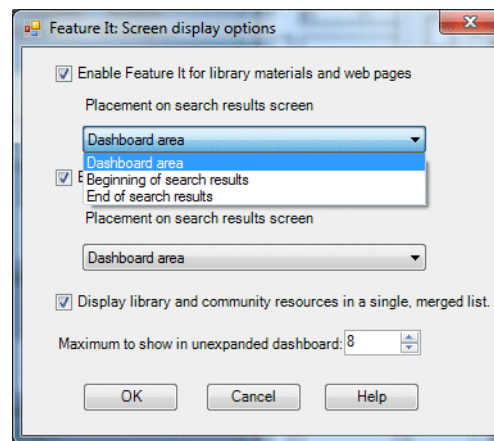 Feature It: Screen display options
Enable Feature It for library materials and web pages
Placement on search results screen
Dashboard area
Dashboard area
Beginning of search results
End of search results
Placement on search results screen
Dashboard area
Display library and community resources in a single, merged list.
Maximum to show in unexpanded dashboard: 8
OK Cancel Help